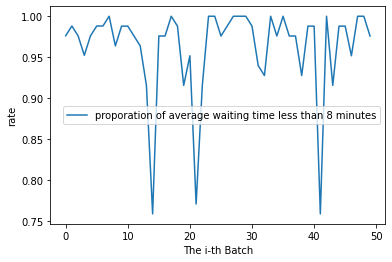 1.00
0.95
0.90
0.85
0.80
0.75
rate
proporation of average waiting time less than 8 minutes
0 10 20 30 40 50
The i-th Batch